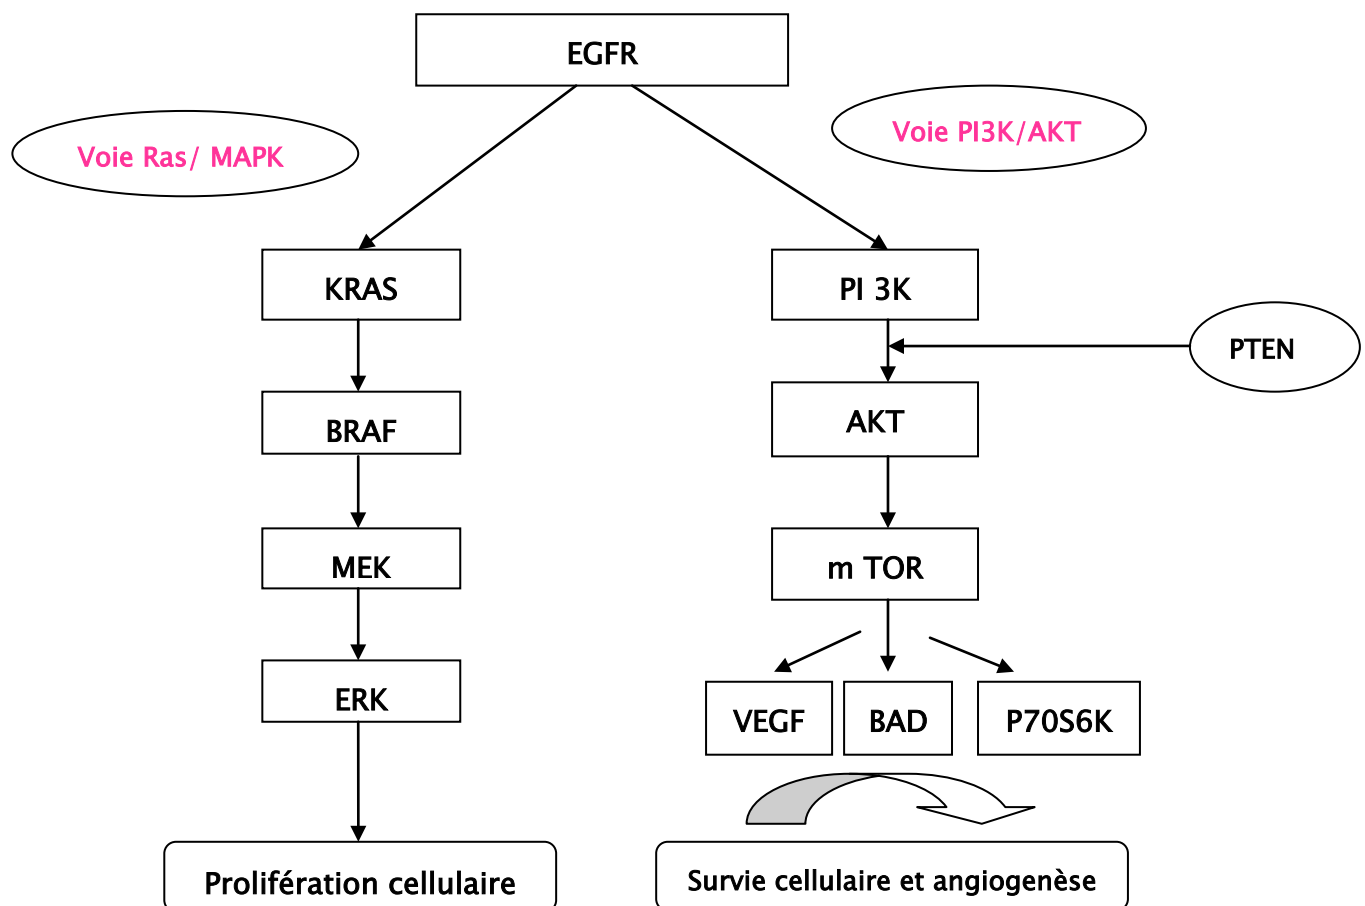 EGFR
Voie Ras/ MAPK
Voie PI3K/AKT
KRAS
PI 3K
PTEN
BRAF
AKT
MEK
m TOR
ERK
VEGF
BAD
P70S6K
Prolifération cellulaire
Survie cellulaire et angiogenèse